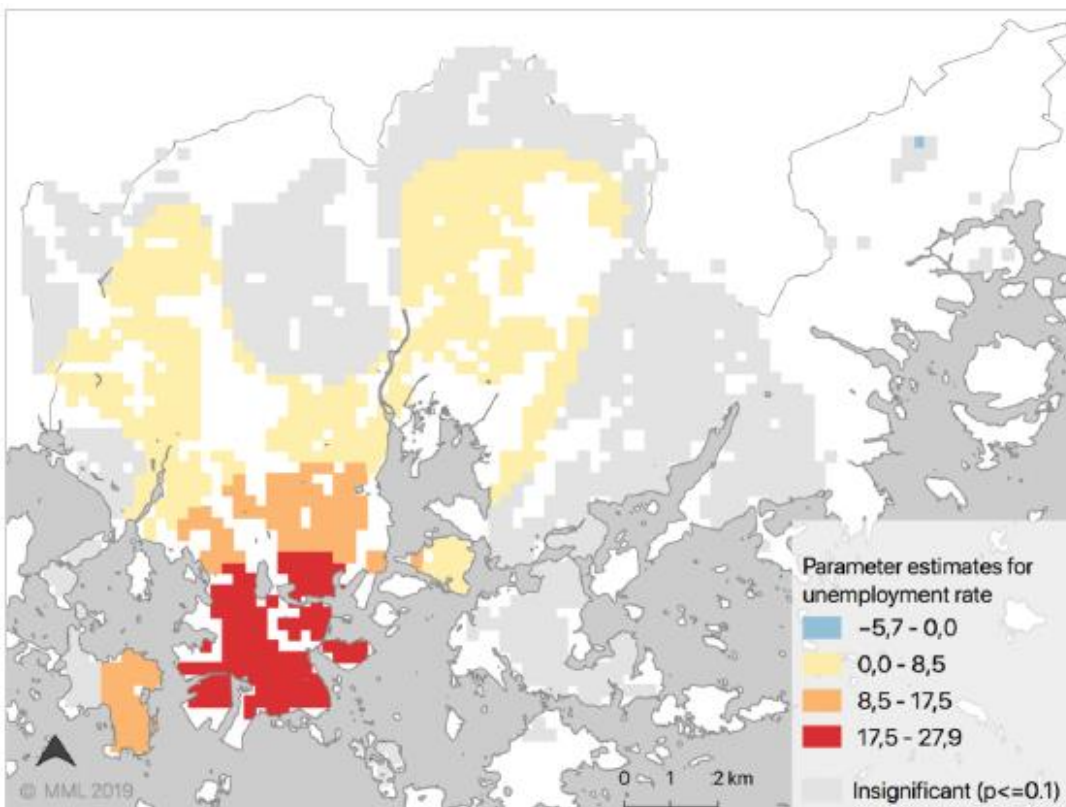 Parameter estimates for
unemployment rate
−5,7 - 0,0
0,0 - 8,5
8,5 - 17,5
17,5 - 27,9
Insignificant (p<=0.1)
0 1 2 km
© MML 2019